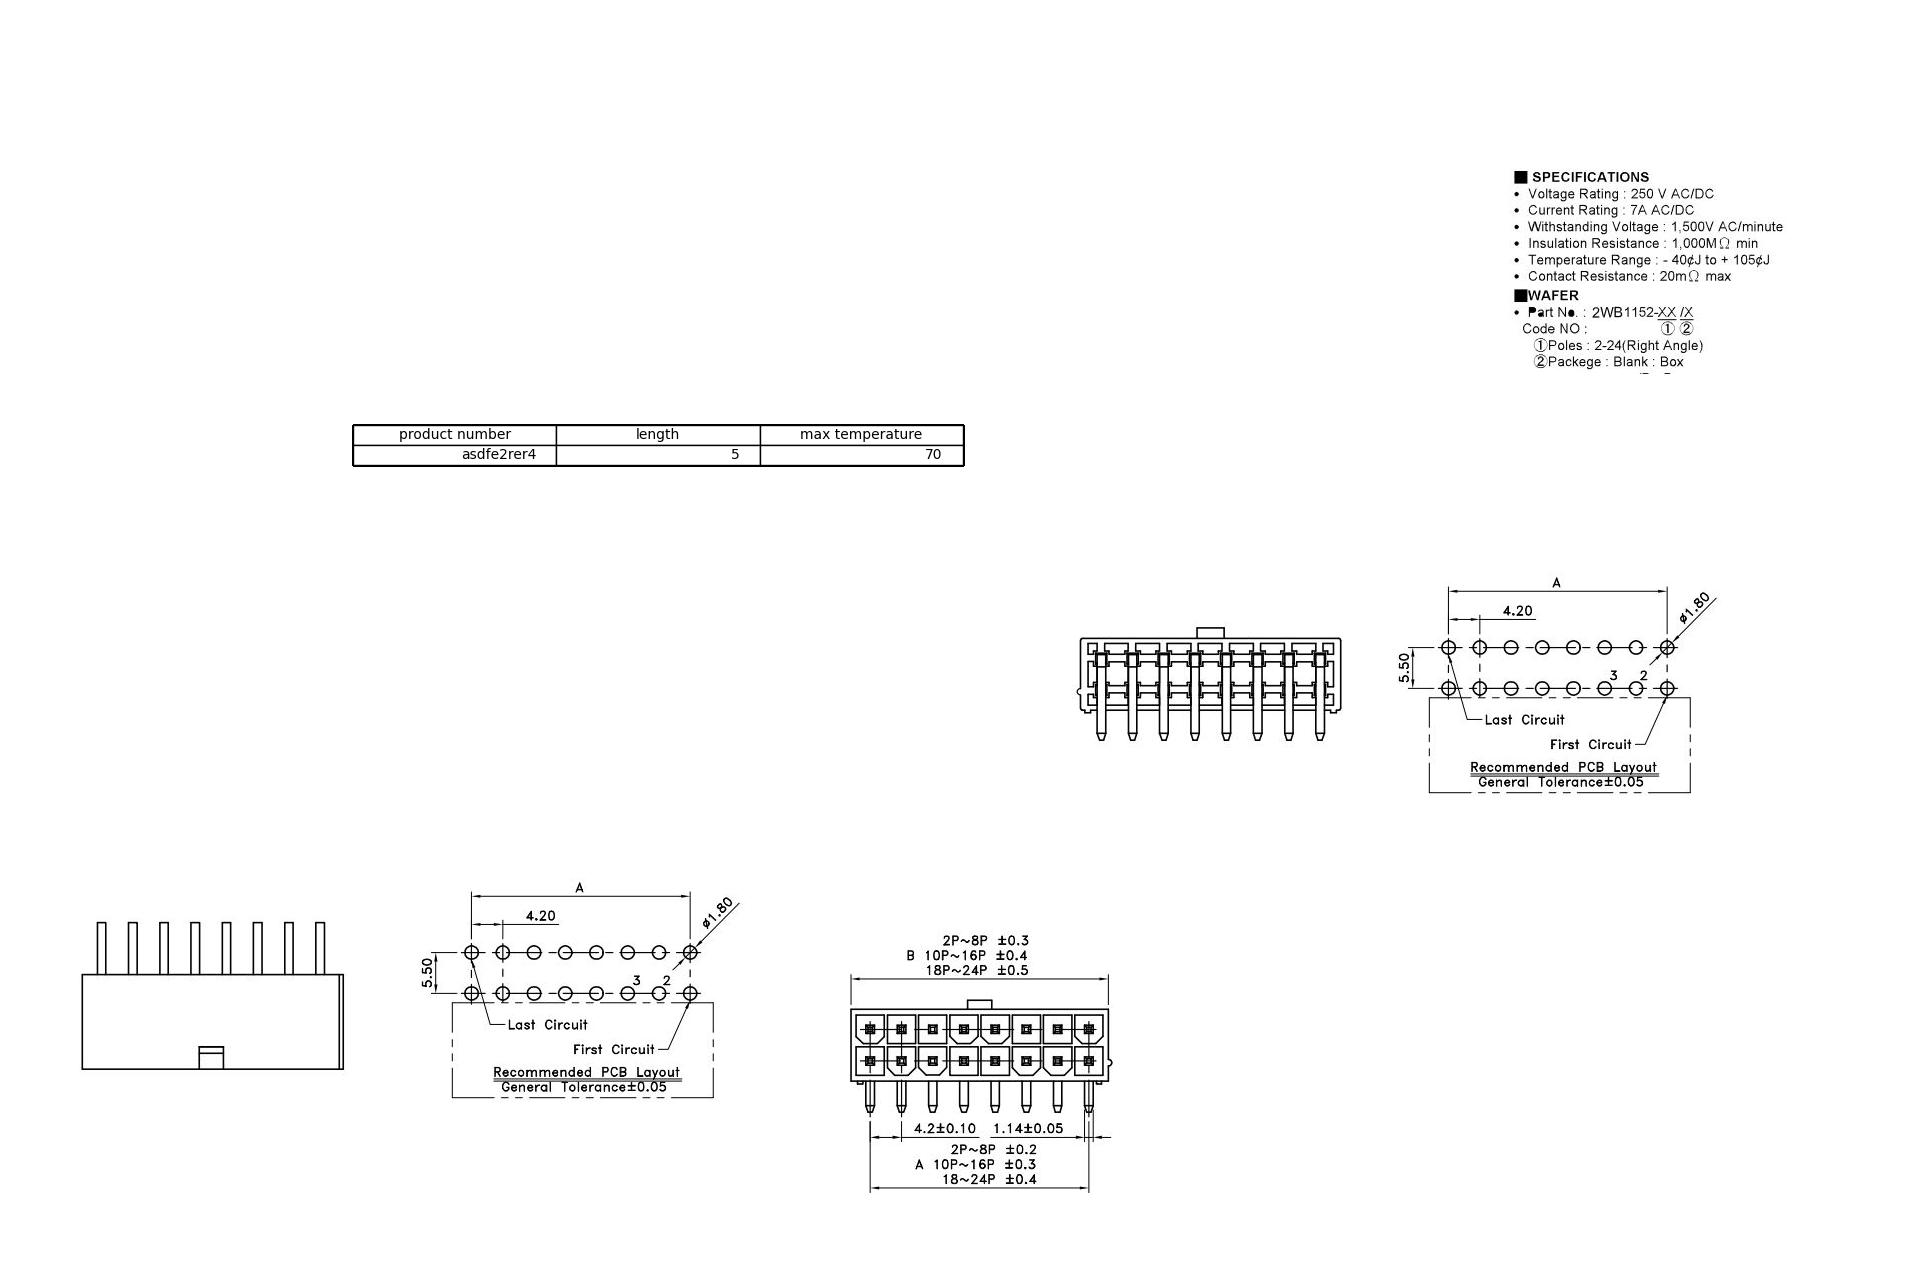 ■ SPECIFICATIONS
• Voltage Rating : 250 V AC/DC
• Current Rating : 7A AC/DC
• Withstanding Voltage : 1,500V AC/minute
• Insulation Resistance : 1,000MΩ min
• Temperature Range : - 40¢J to + 105¢J
• Contact Resistance : 20mΩ max
■WAFER
• Part No. : 2WB1152-XX /X
Code NO : ① ②
①Poles : 2-24(Right Angle)
②Packege : Blank : Box
product number length max temperature
asdfe2rer4 5 70
A
4.20
ø1.80
5.50
3 2
Last Circuit
First Circuit
Recommended PCB Layout
General Tolerance±0.05
A
4.20
ø1.80
5.50
3 2
Last Circuit
First Circuit
Recommended PCB Layout
General Tolerance±0.05
2P~8P ±0.3
B 10P~16P ±0.4
18P~24P ±0.5
4.2±0.10 1.14±0.05
2P~8P ±0.2
A 10P~16P ±0.3
18~24P ±0.4